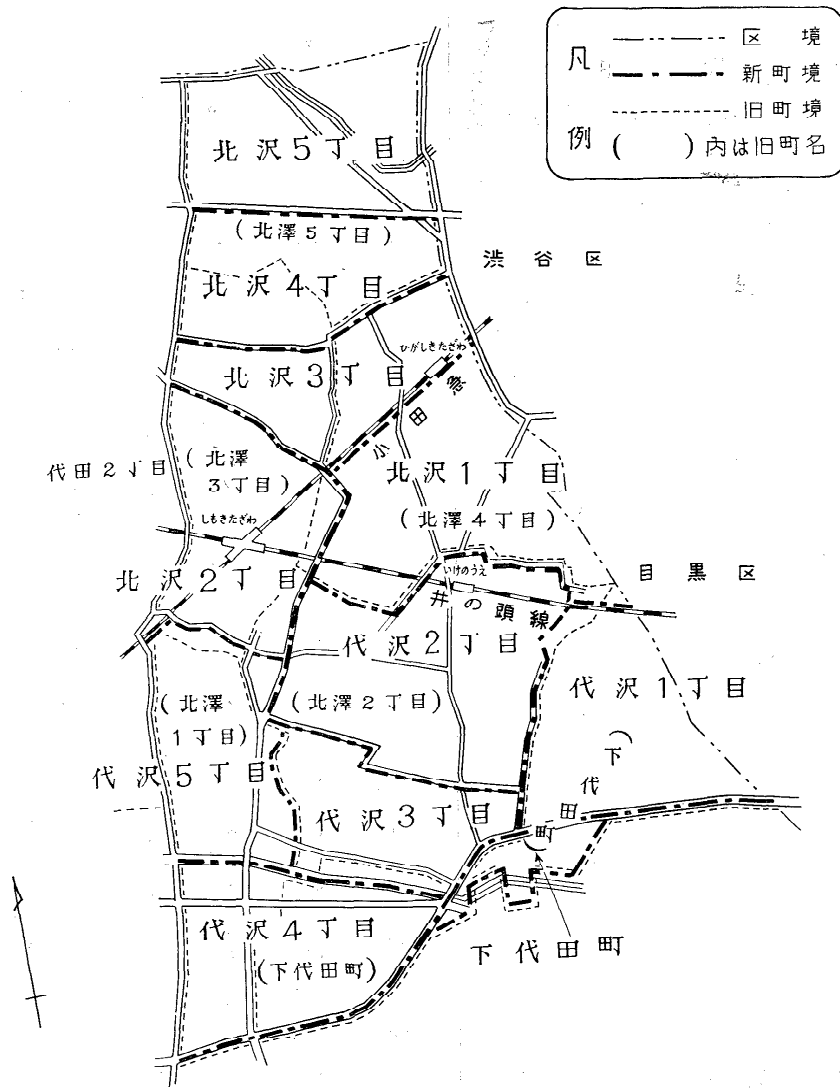 凡例
区境
新町境
旧町境
( )内は旧町名
北沢5丁目
(北澤5丁目)
渋谷区
北沢4丁目
ひがしきたざわ
北沢3丁目
小田急
代田2丁目
(北澤
3丁目)
北沢1丁目
(北澤4丁目)
しもきたざわ
いけのうえ
北沢2丁目
目黒区
井の頭線
代沢2丁目
代沢1丁目
(北澤
1丁目)
(北澤2丁目)
(下代田町)
代沢5丁目
代沢3丁目
代沢4丁目
(下代田町)
下代田町